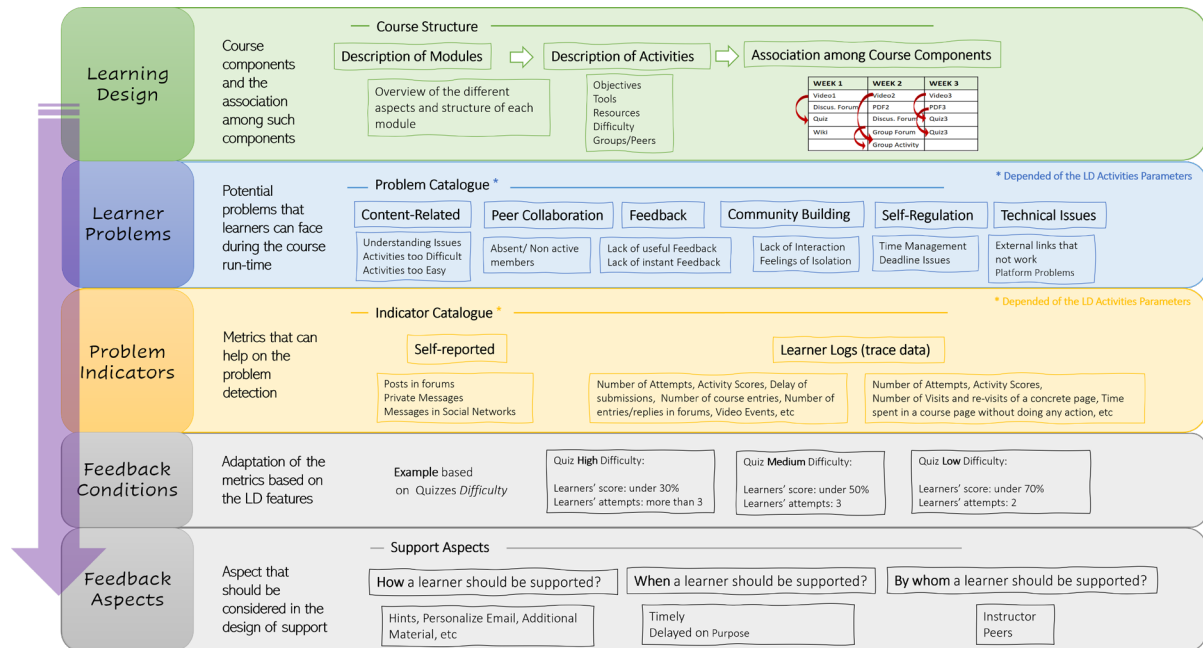 Learning
Design
Course
components
and the
association
among such
components
Course Structure
Description of Modules
Overview of the different
aspects and structure of each
module
Description of Activities
Objectives
Tools
Resources
Difficulty
Groups/Peers
Association among Course Components
WEEK 1 WEEK 2 WEEK 3
Video1 Video2 Video3
Discus. Forum PDF2 PDF3
Quiz Discus. Forum Quiz3
Wiki Group Forum Quiz3
Group Activity
Learner
Problems
Potential
problems that
learners can face
during the course
run-time
Problem Catalogue *
* Depended of the LD Activities Parameters
Content-Related
Understanding Issues
Activities too Difficult
Activities too Easy
Peer Collaboration
Absent/ Non active
members
Feedback
Lack of useful Feedback
Lack of instant Feedback
Community Building
Lack of Interaction
Feelings of Isolation
Self-Regulation
Time Management
Deadline Issues
Technical Issues
External links that
not work
Platform Problems
Problem
Indicators
Metrics that can
help on the
problem
detection
Indicator Catalogue *
* Depended of the LD Activities Parameters
Self-reported
Posts in forums
Private Messages
Messages in Social Networks
Learner Logs (trace data)
Number of Attempts, Activity Scores, Delay of
submissions, Number of course entries, Number of
entries/replies in forums, Video Events, etc
Number of Attempts, Activity Scores,
Number of Visits and re-visits of a concrete page, Time
spent in a course page without doing any action, etc
Feedback
Conditions
Adaptation of the
metrics based on
the LD features
Example based
on Quizzes Difficulty
Quiz High Difficulty:
Learners' score: under 30%
Learners' attempts: more than 3
Quiz Medium Difficulty:
Learners' score: under 50%
Learners' attempts: 3
Quiz Low Difficulty:
Learners' score: under 70%
Learners' attempts: 2
Feedback
Aspects
Aspect that
should be
considered in the
design of support
Support Aspects
How a learner should be supported?
Hints, Personalize Email, Additional
Material, etc
When a learner should be supported?
Timely
Delayed on Purpose
By whom a learner should be supported?
Instructor
Peers